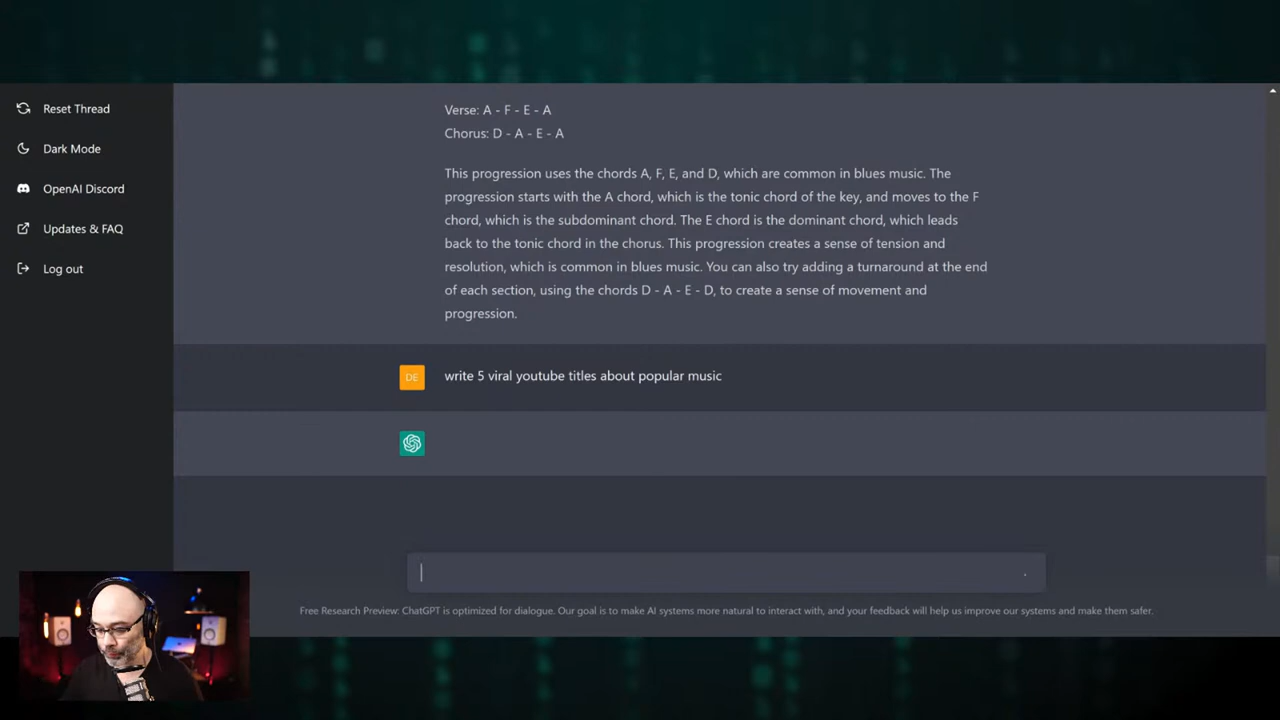 Reset Thread
Dark Mode
OpenAI Discord
Updates & FAQ
Log out
Verse: A - F - E - A
Chorus: D - A - E - A
This progression uses the chords A, F, E, and D, which are common in blues music. The
progression starts with the A chord, which is the tonic chord of the key, and moves to the F
chord, which is the subdominant chord. The E chord is the dominant chord, which leads
back to the tonic chord in the chorus. This progression creates a sense of tension and
resolution, which is common in blues music. You can also try adding a turnaround at the end
of each section, using the chords D - A - E - D, to create a sense of movement and
progression.
DE
write 5 viral youtube titles about popular music
Free Research Preview: ChatGPT is optimized for dialogue. Our goal is to make AI systems more natural to interact with, and your feedback will help us improve our systems and make them safer.